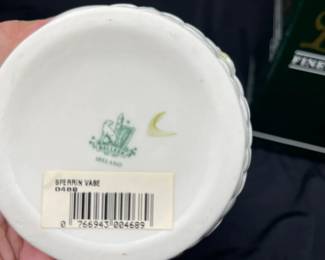 IRELAND
SPERRIN VASE
0468
0 766943 004689
FINE